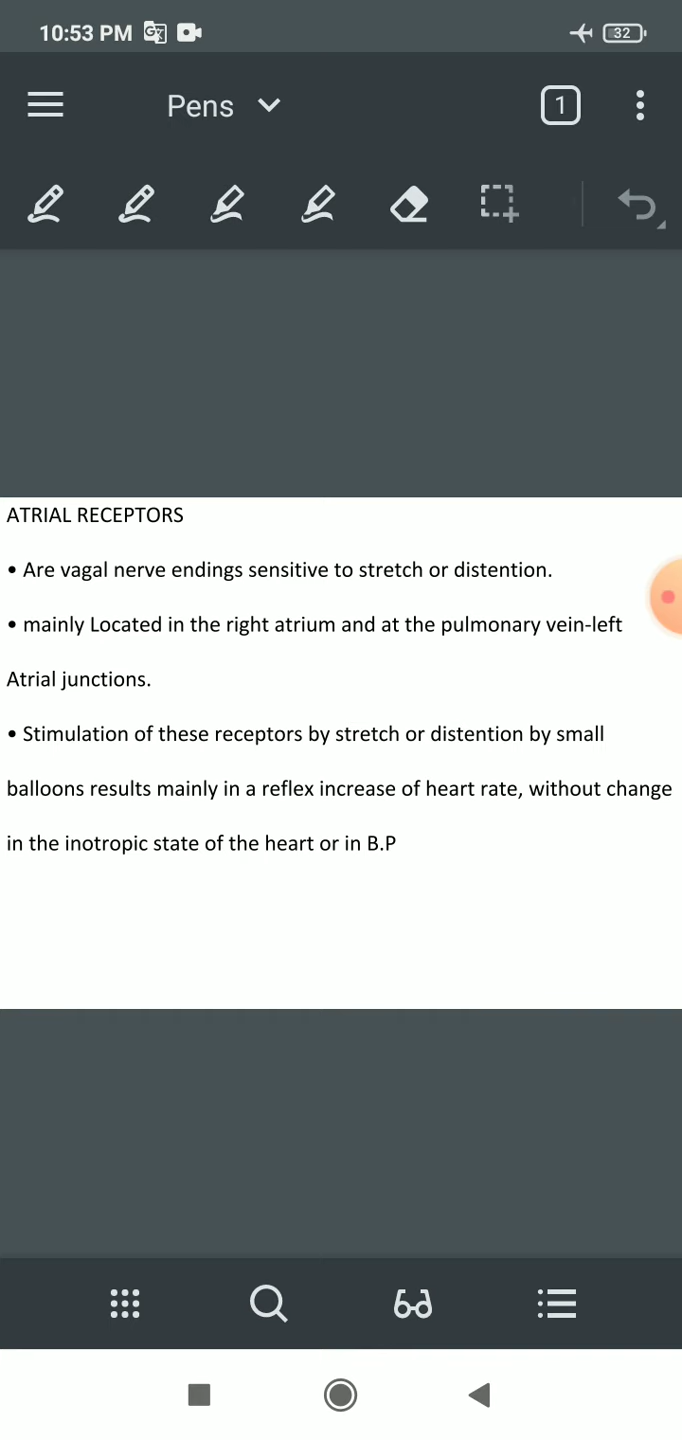 10:53 PM
32
Pens
1
ATRIAL RECEPTORS
• Are vagal nerve endings sensitive to stretch or distention.
• mainly Located in the right atrium and at the pulmonary vein-left
Atrial junctions.
• Stimulation of these receptors by stretch or distention by small
balloons results mainly in a reflex increase of heart rate, without change
in the inotropic state of the heart or in B.P